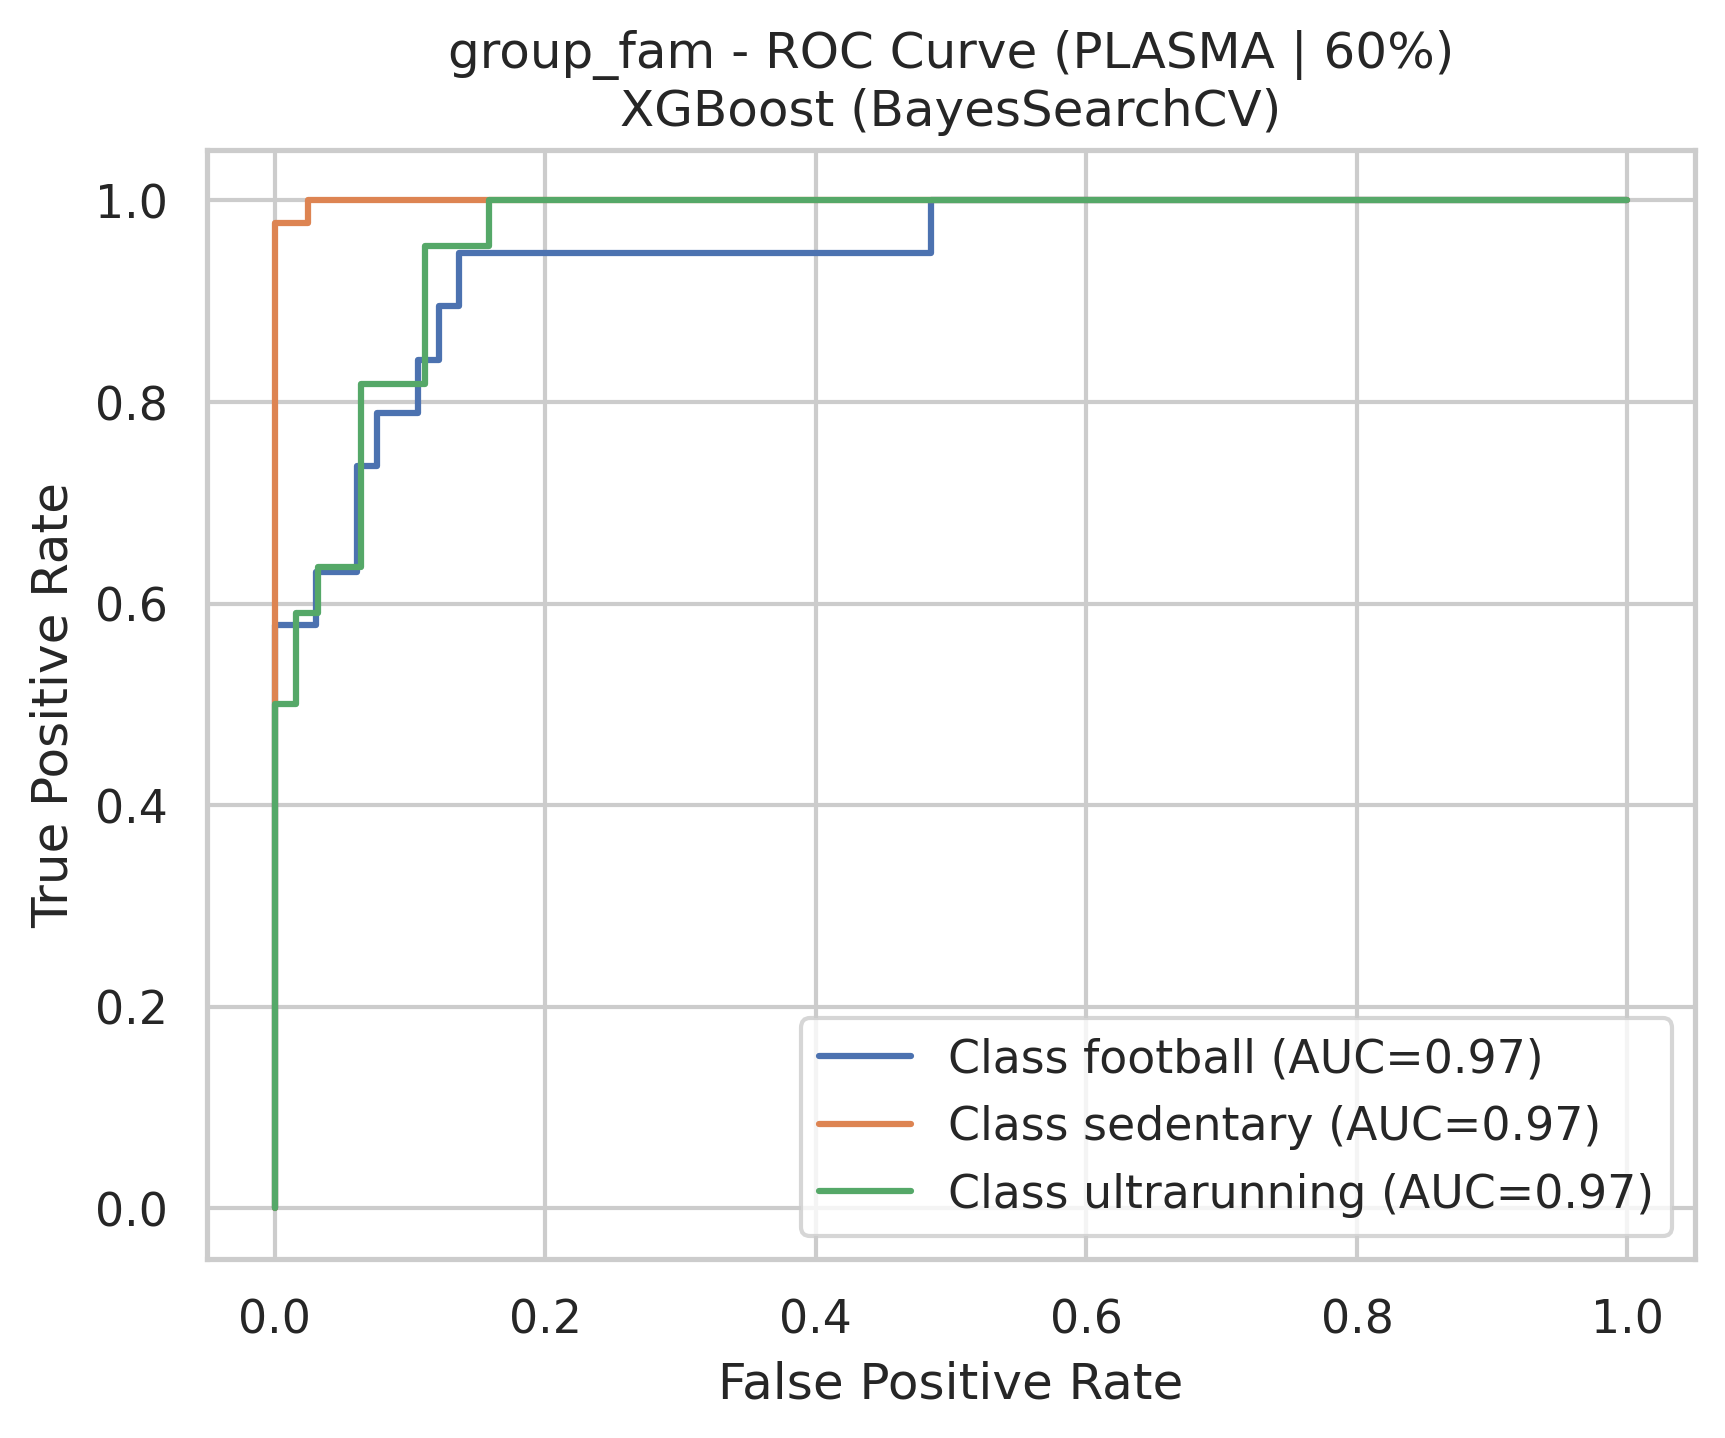 group_fam - ROC Curve (PLASMA | 60%)
XGBoost (BayesSearchCV)
True Positive Rate
1.0
0.8
0.6
0.4
0.2
0.0
Class football (AUC=0.97)
Class sedentary (AUC=0.97)
Class ultrarunning (AUC=0.97)
0.0 0.2 0.4 0.6 0.8 1.0
False Positive Rate